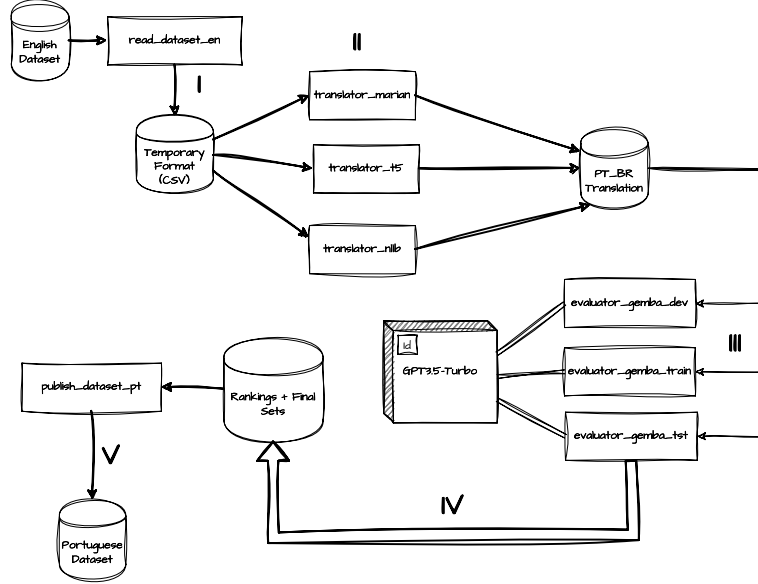 English
Dataset
read_dataset_en
I
II
Temporary
Format
(CSV)
translator_marian
translator_t5
translator_nllb
PT_BR
Translation
evaluator_gemba_dev
evaluator_gemba_train
evaluator_gemba_tst
III
Id
GPT3.5-Turbo
Rankings + Final
Sets
IV
publish_dataset_pt
V
Portuguese
Dataset